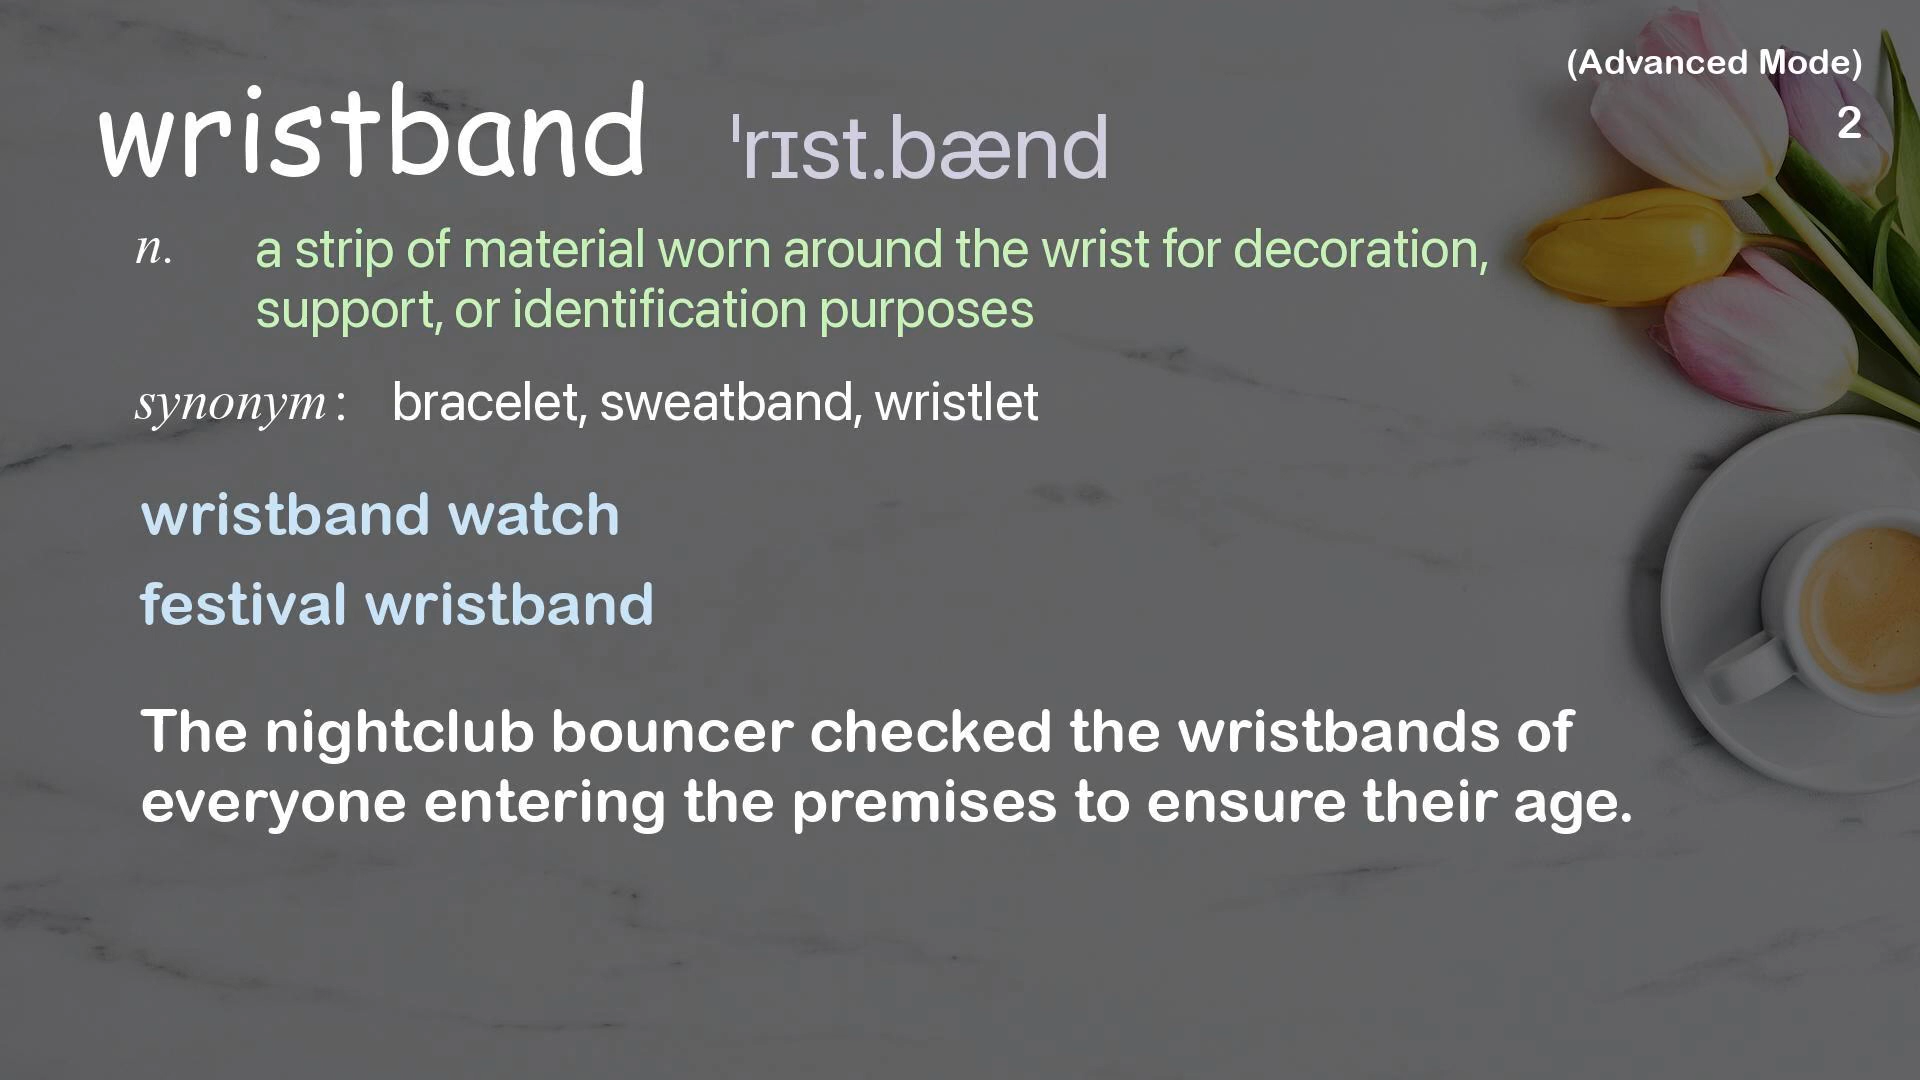 (Advanced Mode)
2
wristband ˈrɪst.bænd
n. a strip of material worn around the wrist for decoration,
support, or identification purposes
synonym : bracelet, sweatband, wristlet
wristband watch
festival wristband
The nightclub bouncer checked the wristbands of
everyone entering the premises to ensure their age.